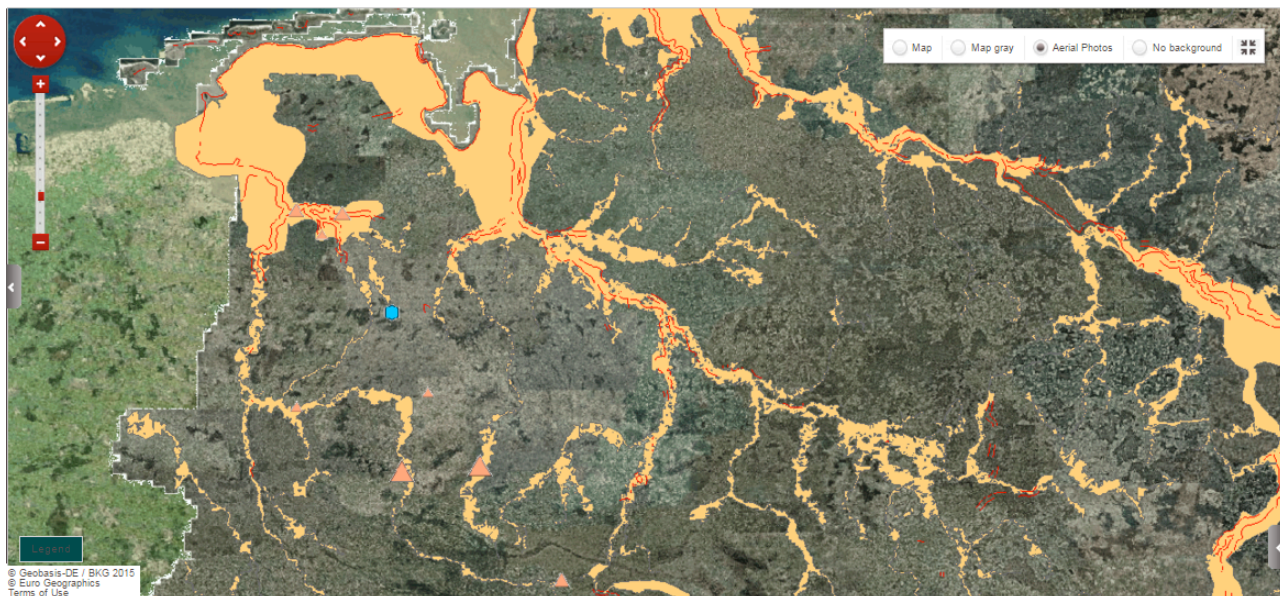 Map Map gray Aerial Photos No background
Legend
© Geobasis-DE / BKG 2015
© Euro Geographics
Terms of Use